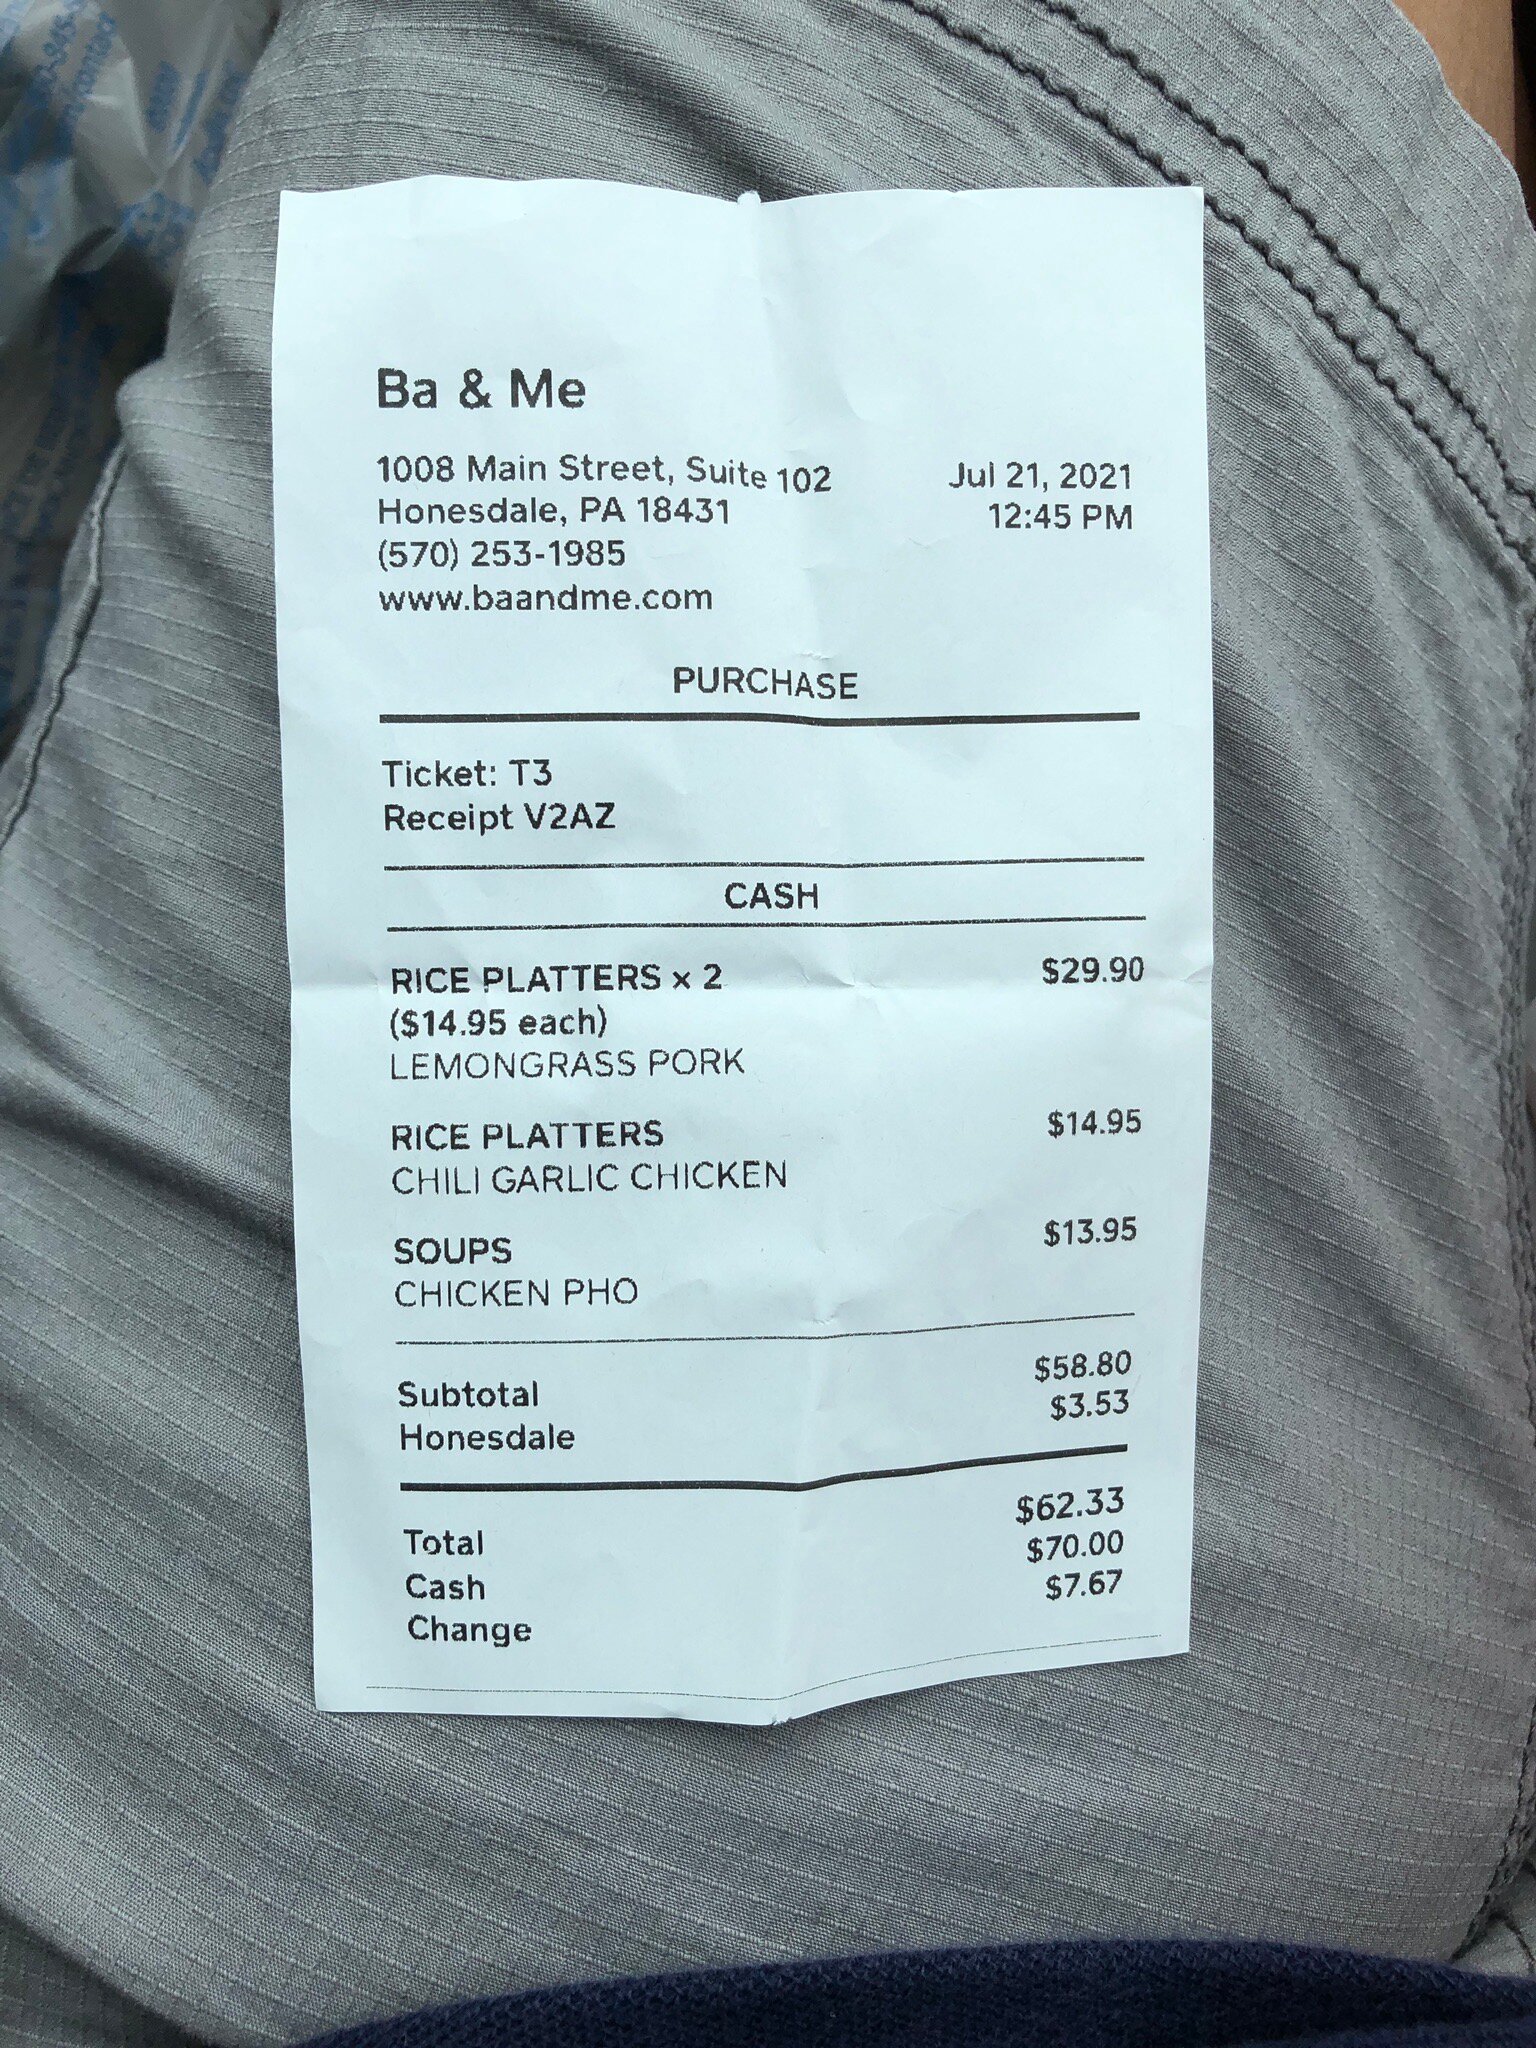 Ba & Me
1008 Main Street, Suite 102
Honesdale, PA 18431
(570) 253-1985
www.baandme.com
Jul 21, 2021
12:45 PM
PURCHASE
Ticket: T3
Receipt V2AZ
CASH
RICE PLATTERS x 2 $29.90
($14.95 each)
LEMONGRASS PORK
RICE PLATTERS $14.95
CHILI GARLIC CHICKEN
SOUPS $13.95
CHICKEN PHO
Subtotal $58.80
Honesdale $3.53
Total $62.33
Cash $70.00
Change $7.67